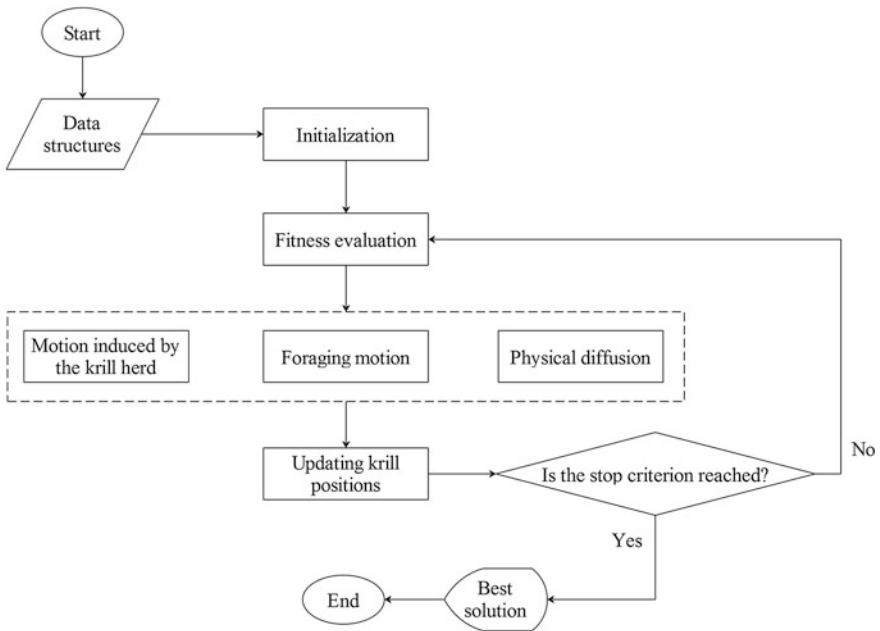 Start
Data
structures
Initialization
Fitness evaluation
Motion induced by
the krill herd
Foraging motion
Physical diffusion
Updating krill
positions
Is the stop criterion reached?
No
Yes
Best
solution
End